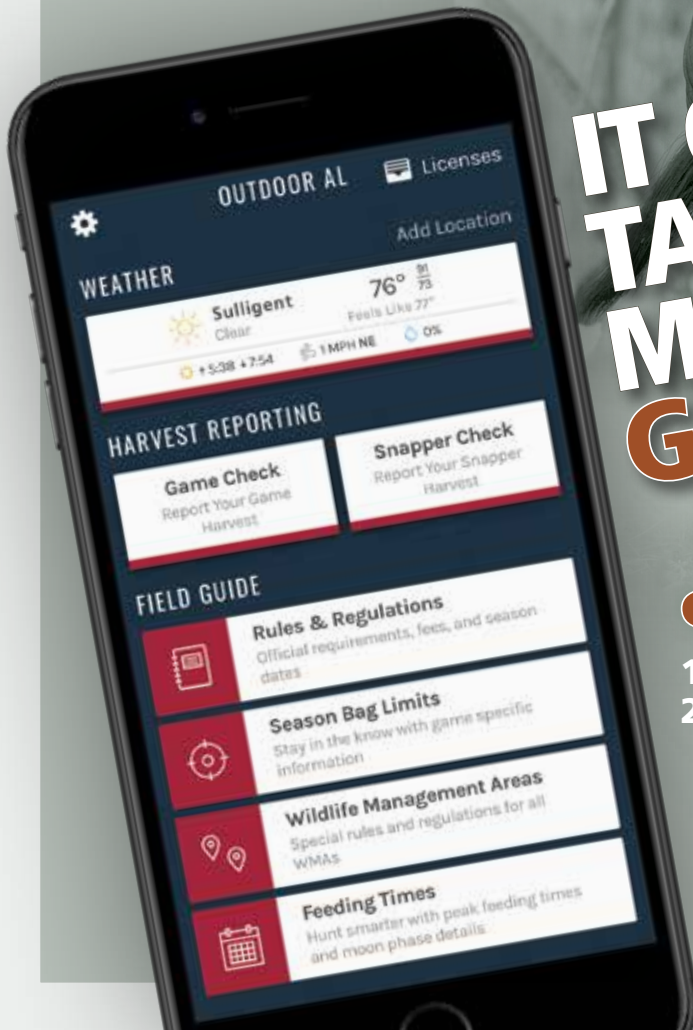 OUTDOOR AL
Licenses
Add Location
WEATHER
Sulligent
Clear
76° 91
73
Feels Like 77°
↑5:38 ↓7:54
1 MPH NE
0%
HARVEST REPORTING
Game Check
Report Your Game
Harvest
Snapper Check
Report Your Snapper
Harvest
FIELD GUIDE
Rules & Regulations
Official requirements, fees, and season
dates
Season Bag Limits
Stay in the know with game specific
information
Wildlife Management Areas
Special rules and regulations for all
WMAs
Feeding Times
Hunt smarter with peak feeding times
and moon phase details
IT